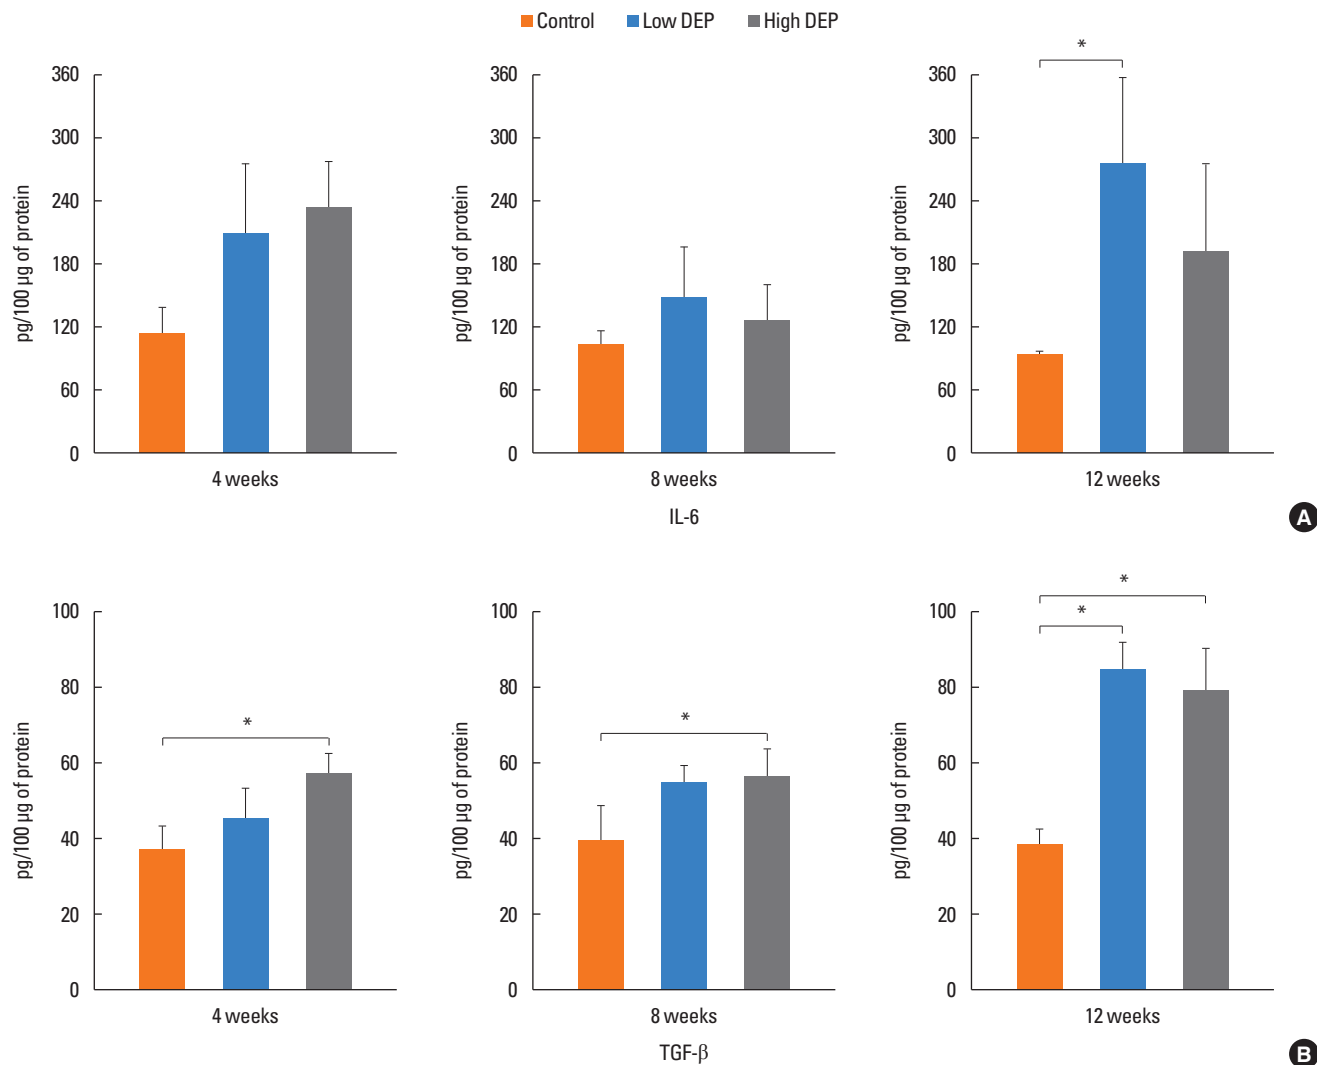 Control Low DEP High DEP
*
360 360 360
300 300 300
240 240 240
180 180 180
120 120 120
60 60 60
0 0 0
pg/100 µg of protein pg/100 µg of protein pg/100 µg of protein
4 weeks 8 weeks 12 weeks
IL-6
A
*
*
*
*
100 100 100
80 80 80
60 60 60
40 40 40
20 20 20
0 0 0
pg/100 µg of protein pg/100 µg of protein pg/100 µg of protein
4 weeks 8 weeks 12 weeks
TGF-β
B